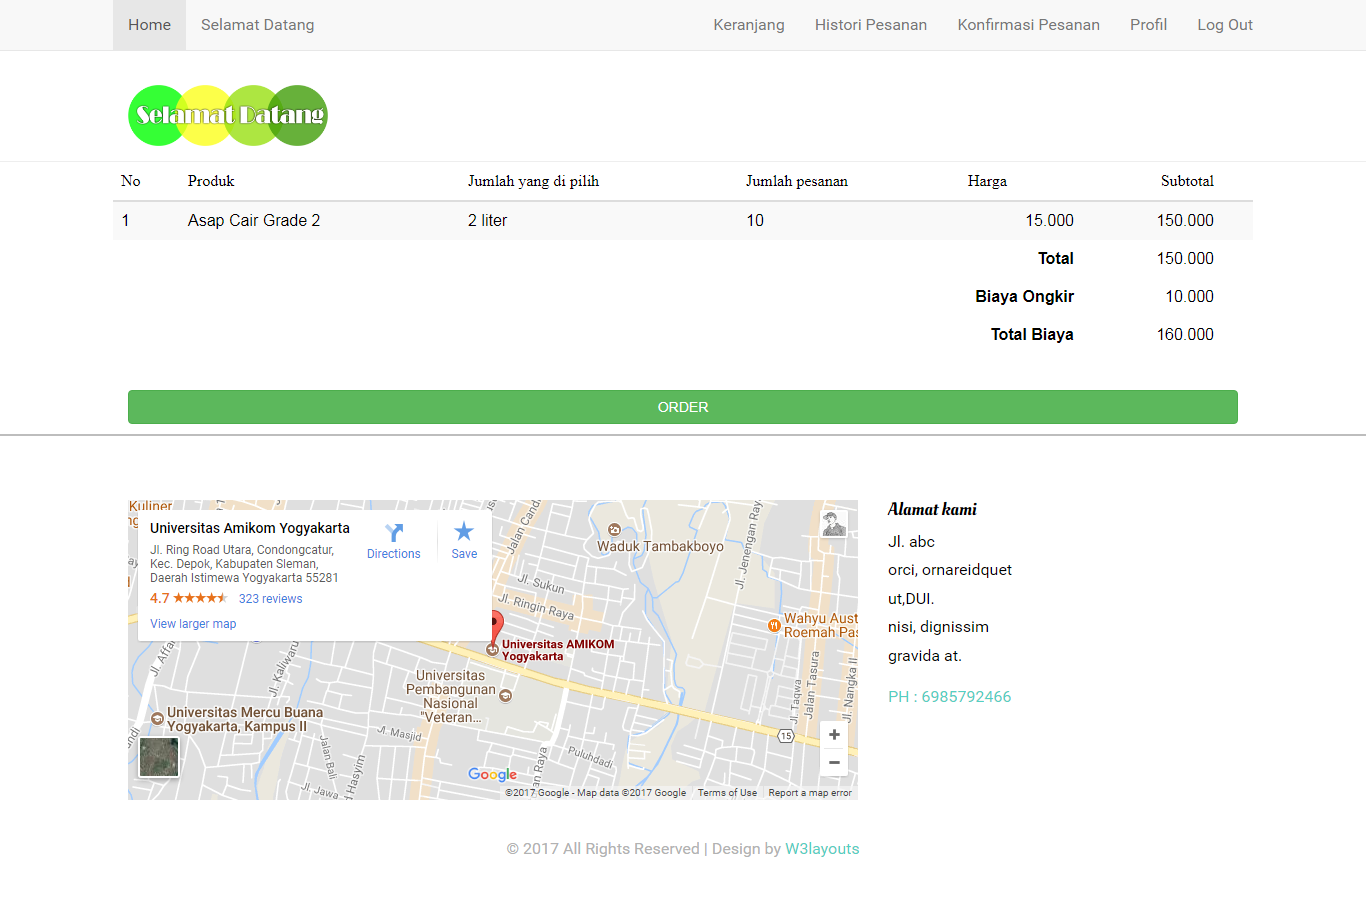 Home Selamat Datang Keranjang Histori Pesanan Konfirmasi Pesanan Profil Log Out
Selamat Datang
No Produk Jumlah yang di pilih Jumlah pesanan Harga Subtotal
1 Asap Cair Grade 2 2 liter 10 15.000 150.000
Total 150.000
Biaya Ongkir 10.000
Total Biaya 160.000
ORDER
Kuliner
Universitas Amikom Yogyakarta
Jl. Ring Road Utara, Condongcatur,
Kec. Depok, Kabupaten Sleman,
Daerah Istimewa Yogyakarta 55281
4.7 323 reviews
View larger map
Directions
Save
Jalan Cand
Waduk Tambakboyo
Jl. Jenengan Ray
Jl. Sukun
Jl. Ringin Raya
Wahyu Aust
Roemah Pas
Universitas AMIKOM
Yogyakarta
Jl. Affa
Jl. Kaliwaru
Universitas
Pembangunan
Nasional
"Veteran...
Jl. Taqwa
Jalan Tasura
Jl. Nangka II
Universitas Mercu Buana
Yogyakarta, Kampus II
Jl. Masjid
Jalan Bali
d Hasyim
Jl. Jawa
Puluhdadi
an Raya
15
+
−
Google
©2017 Google - Map data ©2017 Google Terms of Use Report a map error
Alamat kami
Jl. abc
orci, ornareidquet
ut,DUI.
nisi, dignissim
gravida at.
PH : 6985792466
© 2017 All Rights Reserved | Design by W3layouts